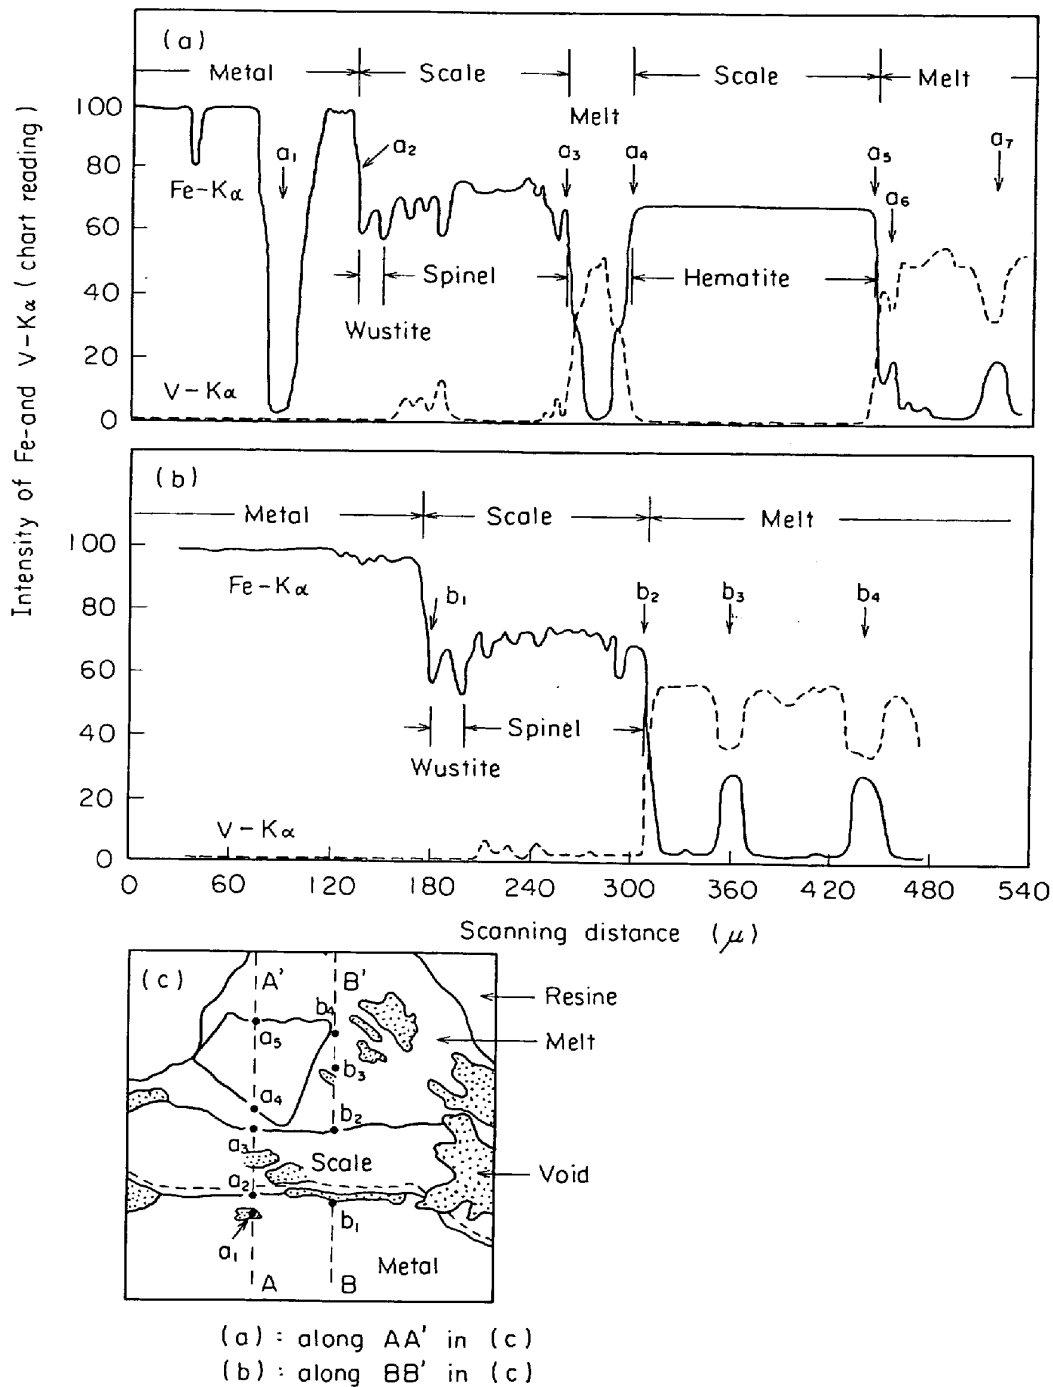 Intensity of Fe-and V-Kα (chart reading)
(a)
Metal Scale Scale Melt
Melt
100
80
60
40
20
0
a₁ a₂ a₃ a₄ a₅ a₆ a₇
Fe-Kα
Spinel Hematite
Wustite
V-Kα
(b)
Metal Scale Melt
100
80
60
40
20
0
Fe-Kα
b₁ b₂ b₃ b₄
Spinel
Wustite
V-Kα
0 60 120 180 240 300 360 420 480 540
Scanning distance (μ)
(c)
A' B'
Resine
b₄
a₅
Melt
b₃
a₄
b₂
a₃
Scale
Void
a₂
b₁
a₁
Metal
A B
(a) : along AA' in (c)
(b) : along BB' in (c)